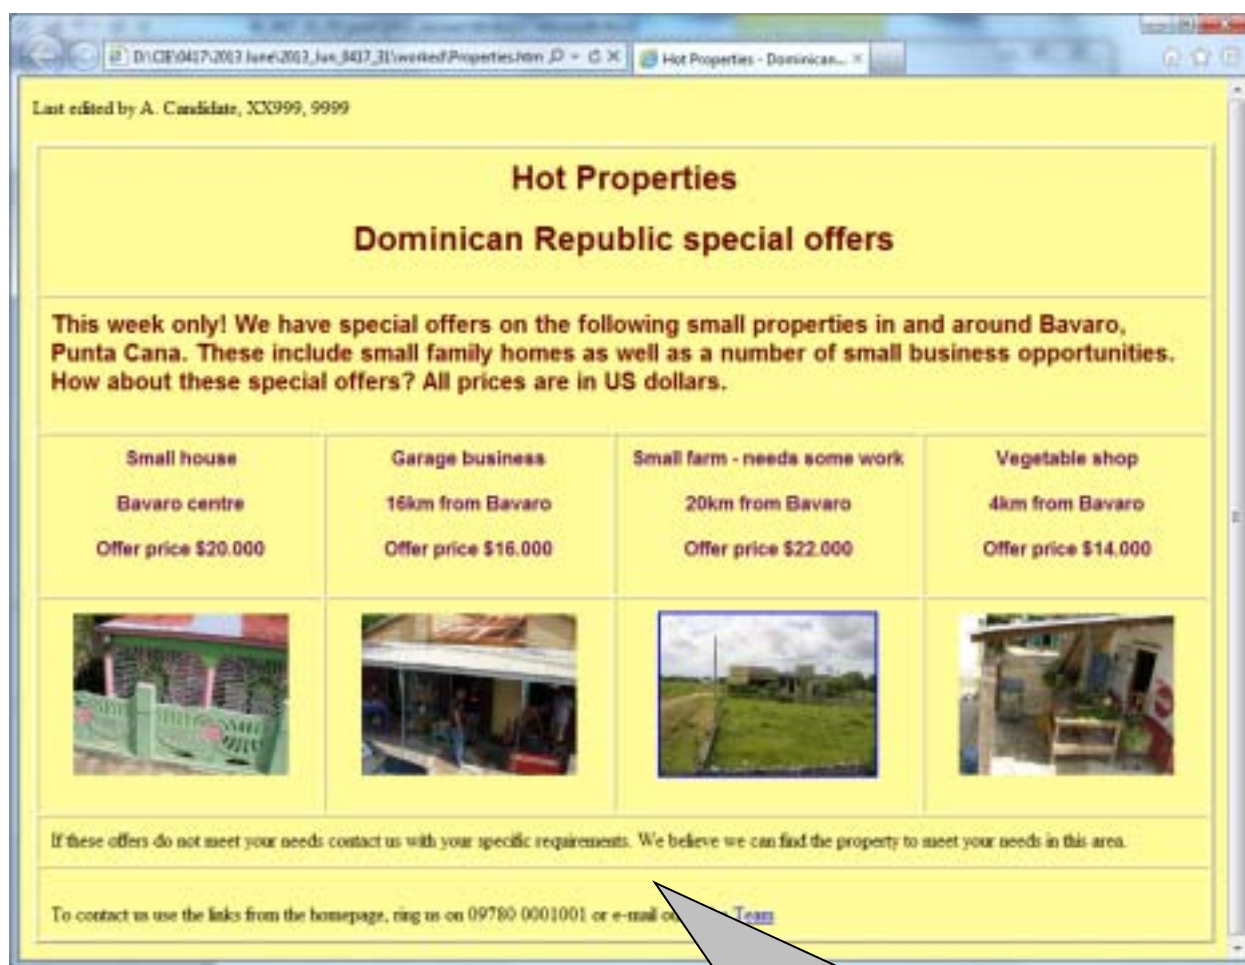 D:\CIE\0417\2013 June\2013_Jun_0417_31\worked\Properties.htm
Hot Properties - Dominican...
Last edited by A. Candidate, XX999, 9999
Hot Properties
Dominican Republic special offers
This week only! We have special offers on the following small properties in and around Bavaro,
Punta Cana. These include small family homes as well as a number of small business opportunities.
How about these special offers? All prices are in US dollars.
Small house
Bavaro centre
Offer price $20.000
Garage business
16km from Bavaro
Offer price $16.000
Small farm - needs some work
20km from Bavaro
Offer price $22.000
Vegetable shop
4km from Bavaro
Offer price $14.000
If these offers do not meet your needs contact us with your specific requirements. We believe we can find the property to meet your needs in this area.
To contact us use the links from the homepage, ring us on 09780 0001001 or e-mail Team